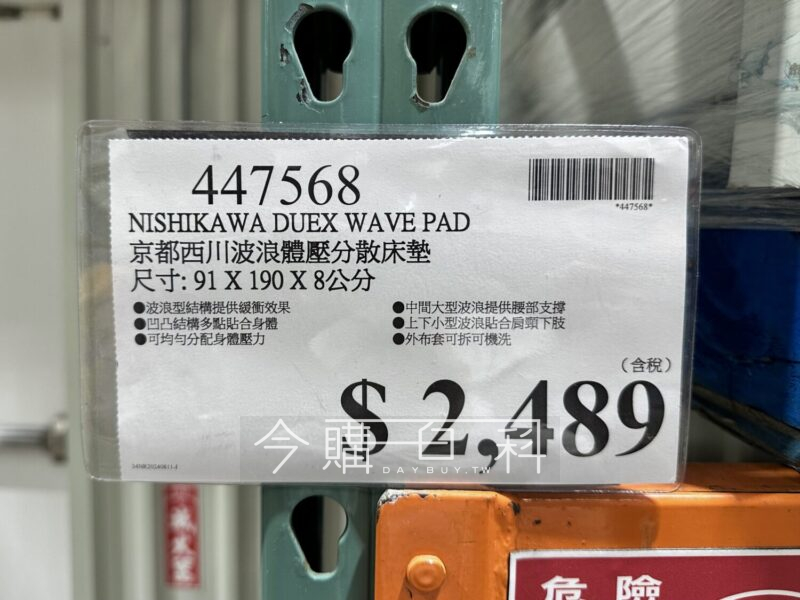 447568
*447568*
NISHIKAWA DUEX WAVE PAD
京都西川波浪體壓分散床墊
尺寸: 91 X 190 X 8公分
●波浪型結構提供緩衝效果
●凹凸結構多點貼合身體
●可均勻分配身體壓力
●中間大型波浪提供腰部支撐
●上下小型波浪貼合肩頸下肢
●外布套可拆可機洗
(含稅)
$ 2,489
今購百科
DAYBUY.TW
危險